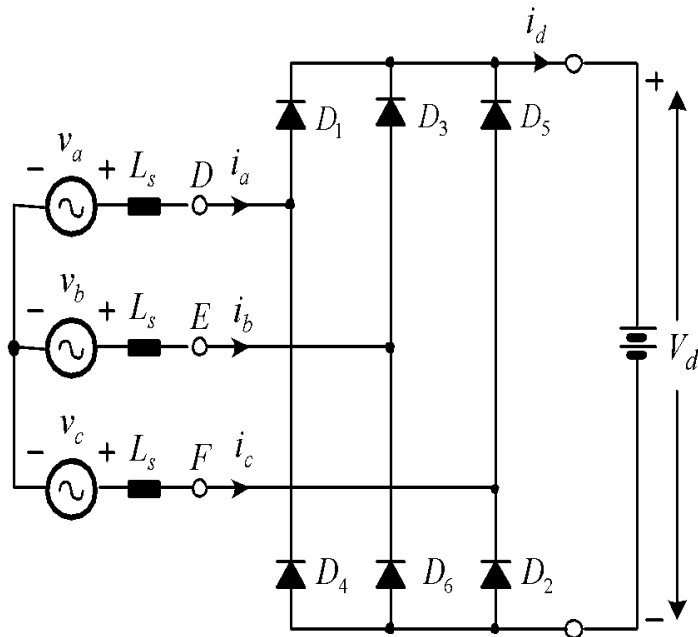 i_d
+
D_1
D_3
D_5
v_a
- + L_s D i_a
v_b
- + L_s E i_b
V_d
v_c
- + L_s F i_c
D_4
D_6
D_2
-